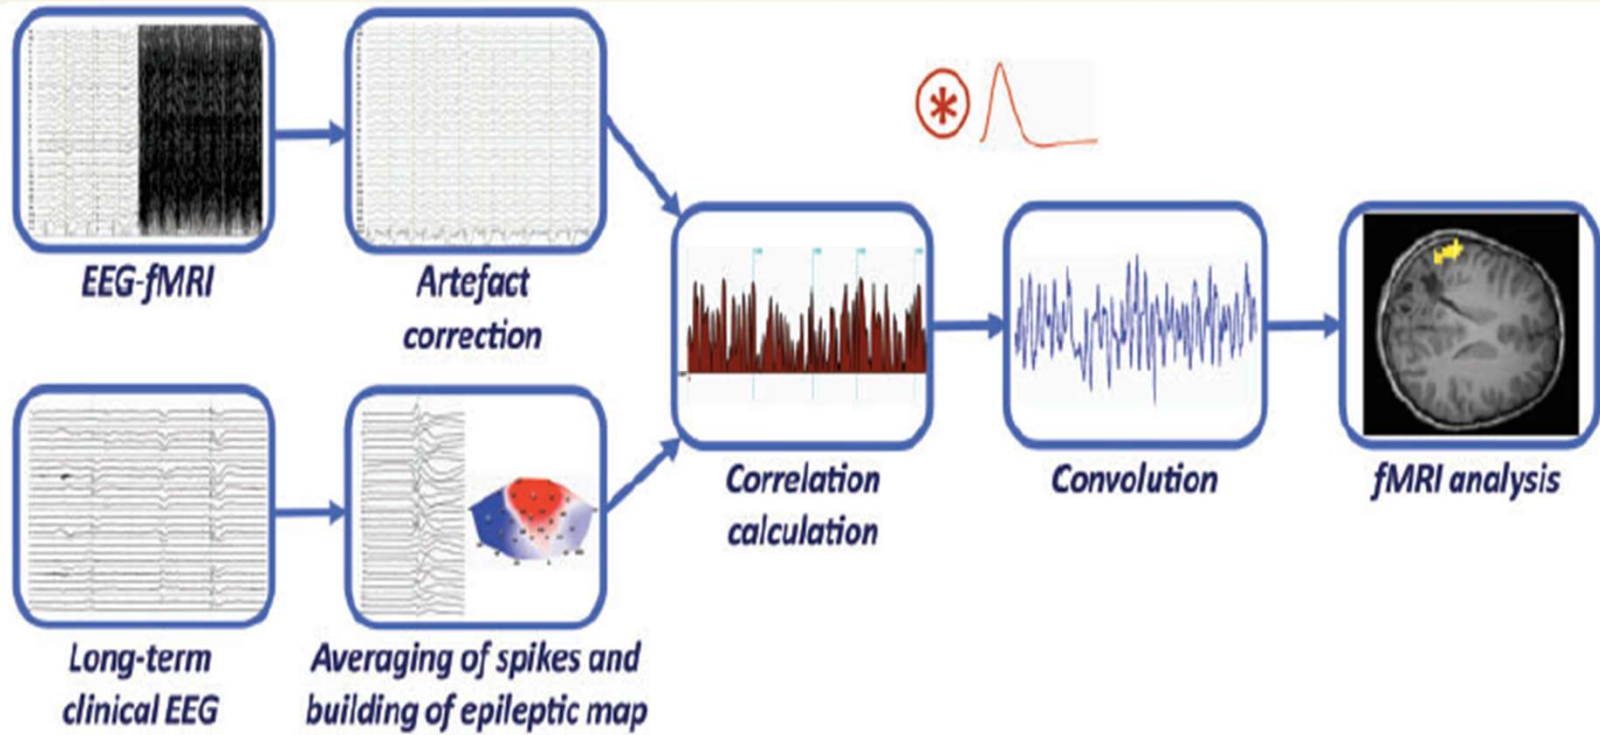 EEG-fMRI
Artefact
correction
Long-term
clinical EEG
Averaging of spikes and
building of epileptic map
*
Correlation
calculation
Convolution
fMRI analysis